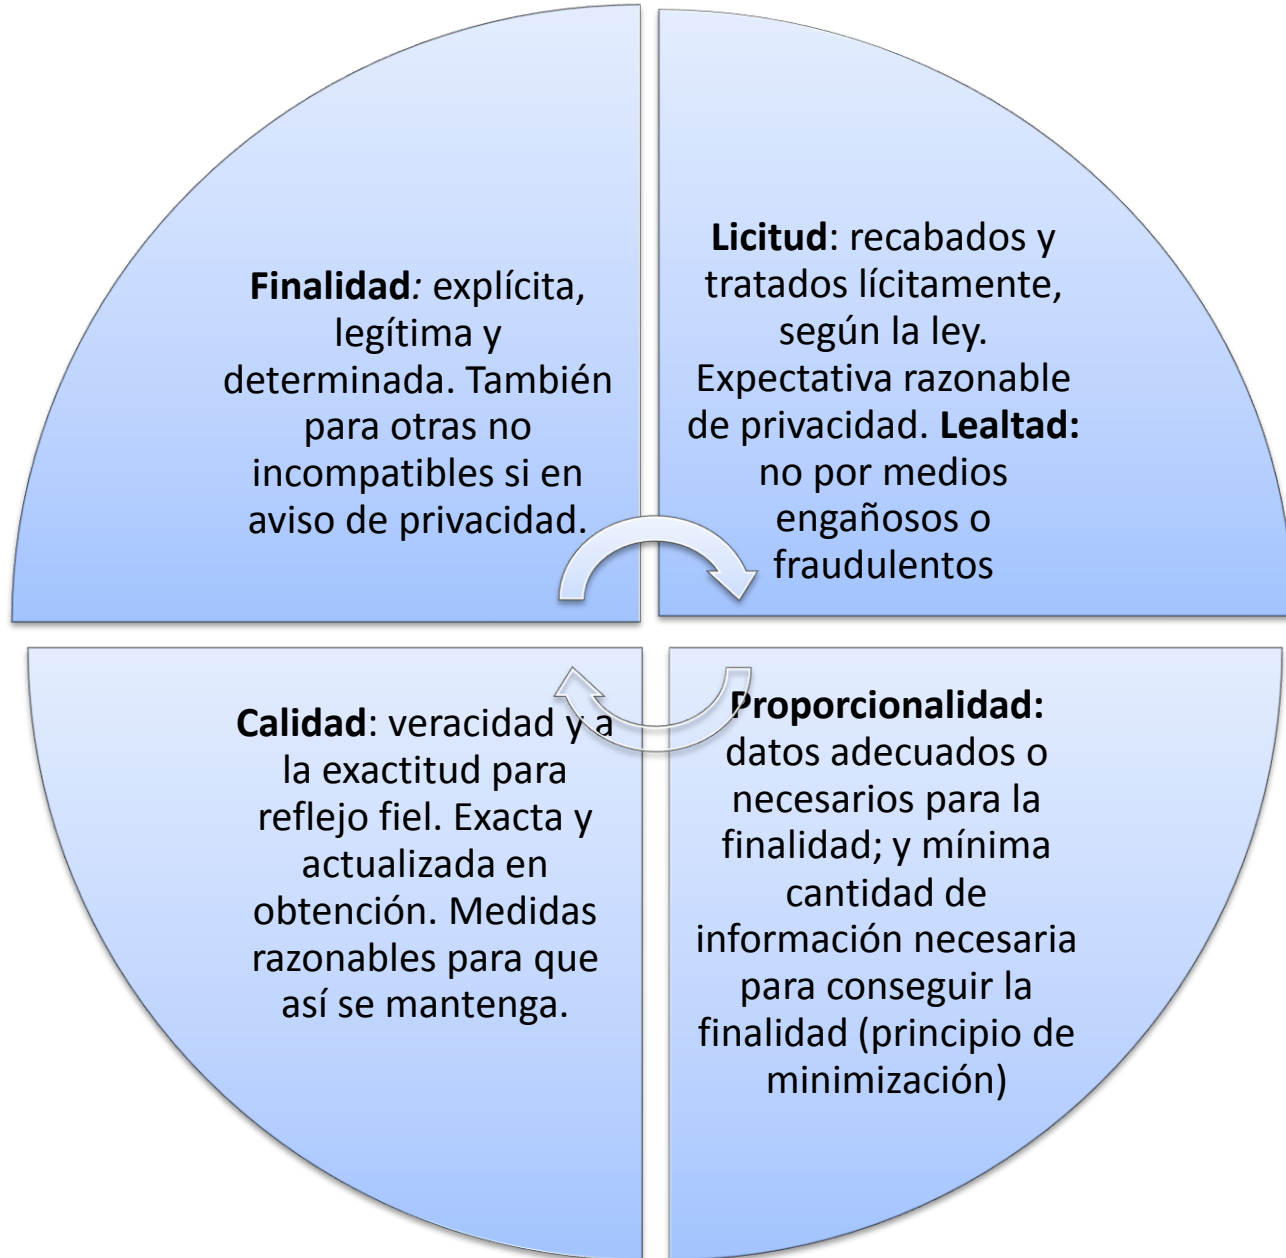 Finalidad: explícita,
legítima y
determinada. También
para otras no
incompatibles si en
aviso de privacidad.
Licitud: recabados y
tratados lícitamente,
según la ley.
Expectativa razonable
de privacidad. Lealtad:
no por medios
engañosos o
fraudulentos
Calidad: veracidad y a
la exactitud para
reflejo fiel. Exacta y
actualizada en
obtención. Medidas
razonables para que
así se mantenga.
Proporcionalidad:
datos adecuados o
necesarios para la
finalidad; y mínima
cantidad de
información necesaria
para conseguir la
finalidad (principio de
minimización)